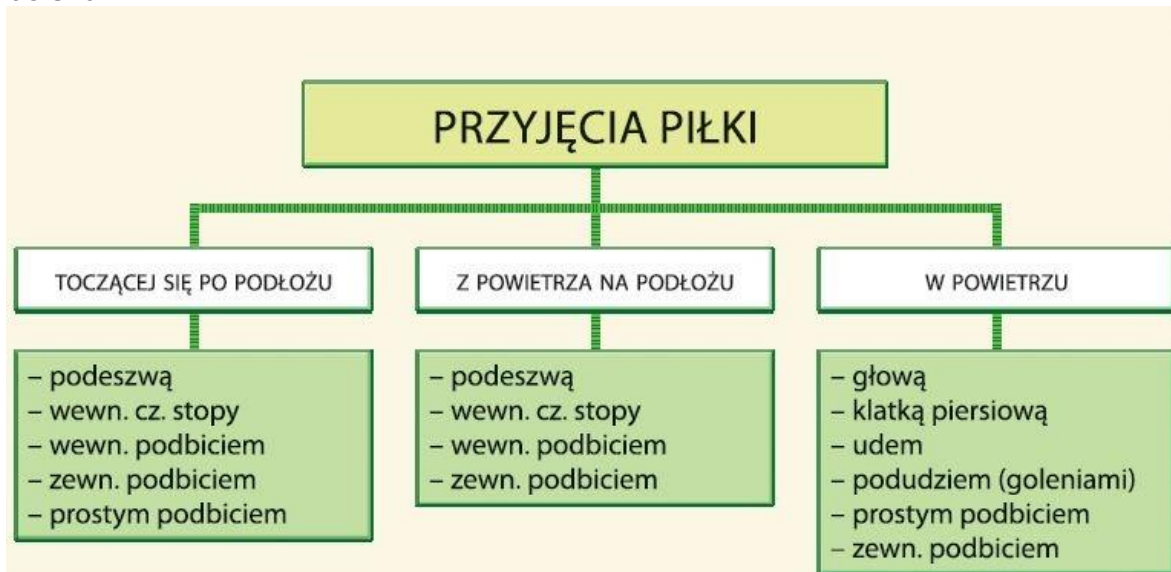 PRZYJĘCIA PIŁKI
TOCZĄCEJ SIĘ PO PODŁOŻU
– podeszwą
– wewn. cz. stopy
– wewn. podbiciem
– zewn. podbiciem
– prostym podbiciem
Z POWIETRZA NA PODŁOŻU
– podeszwą
– wewn. cz. stopy
– wewn. podbiciem
– zewn. podbiciem
W POWIETRZU
– głową
– klatką piersiową
– udem
– podudziem (goleniami)
– prostym podbiciem
– zewn. podbiciem